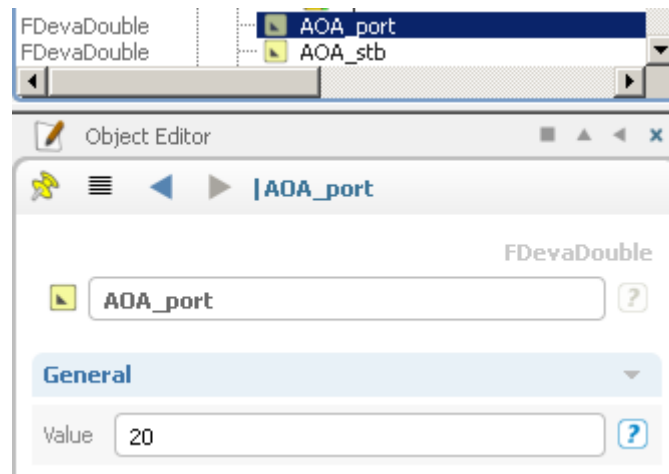 FDevaDouble AOA_port
FDevaDouble AOA_stb
Object Editor
|AOA_port
FDevaDouble
AOA_port
?
General
Value 20 ?